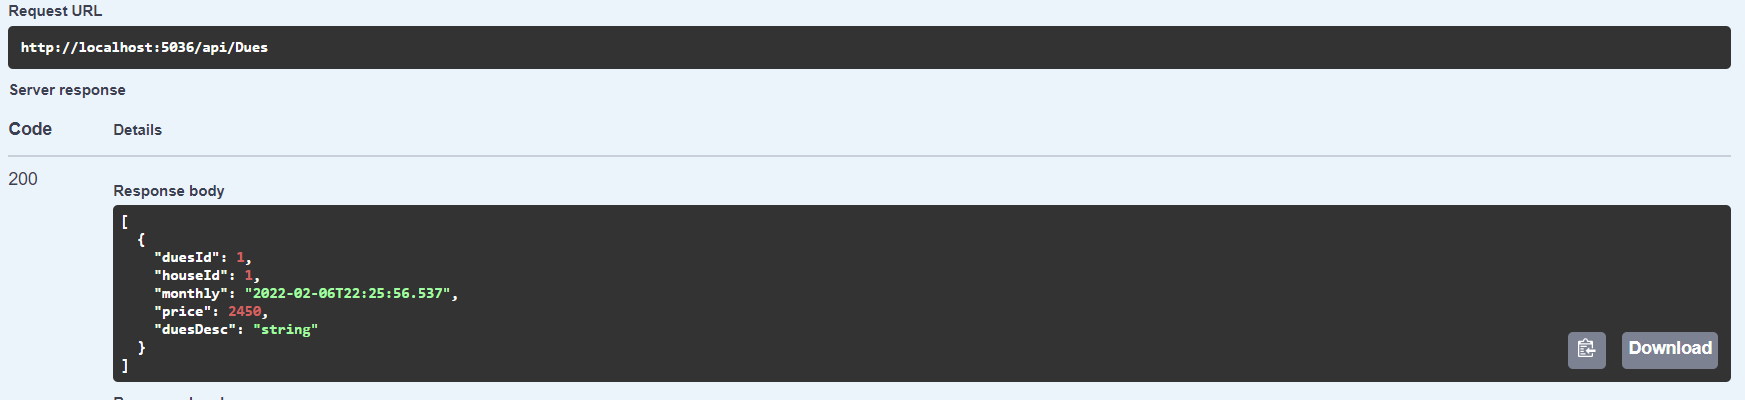 Request URL
http://localhost:5036/api/Dues
Server response
Code Details
200
Response body
[
{
"duesId": 1,
"houseId": 1,
"monthly": "2022-02-06T22:25:56.537",
"price": 2450,
"duesDesc": "string"
}
]
Download